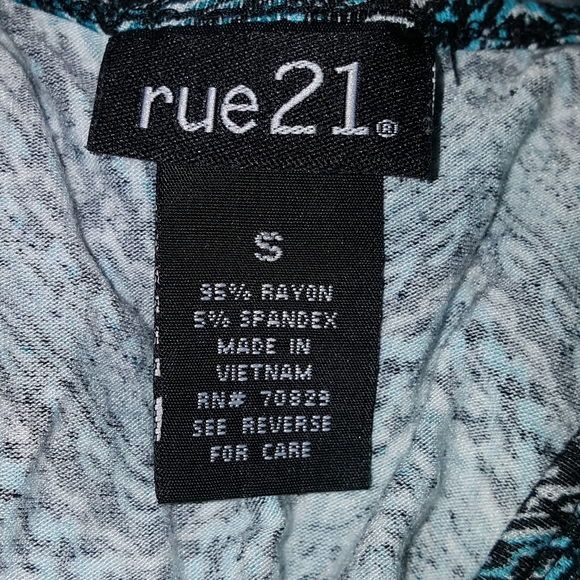 rue21®
S
95% RAYON
5% SPANDEX
MADE IN
VIETNAM
RN# 70829
SEE REVERSE
FOR CARE